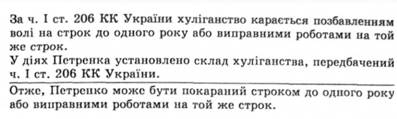 За ч. І ст. 206 КК України хуліганство карається позбавленням
волі на строк до одного року або виправними роботами на той
же строк.
У діях Петренка установлено склад хуліганства, передбачений
ч. І ст. 206 КК України.
Отже, Петренко може бути покараний строком до одного року
або виправними роботами на той же строк.